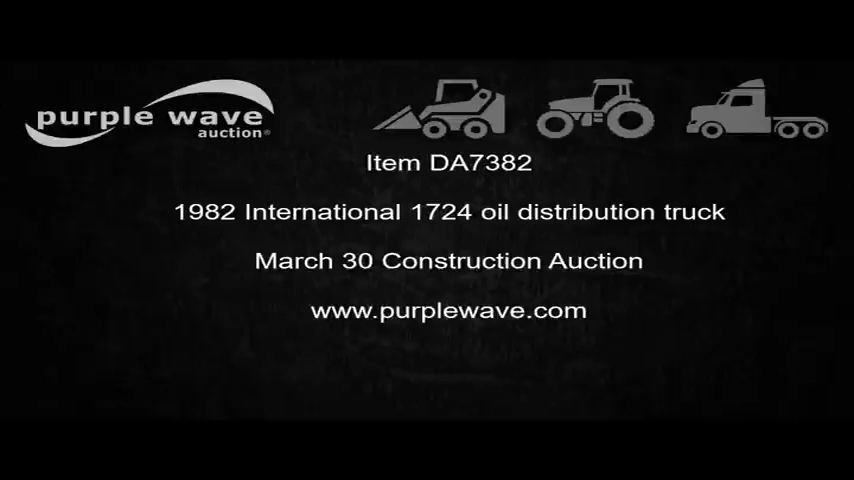 purple wave
auction®
Item DA7382
1982 International 1724 oil distribution truck
March 30 Construction Auction
www.purplewave.com